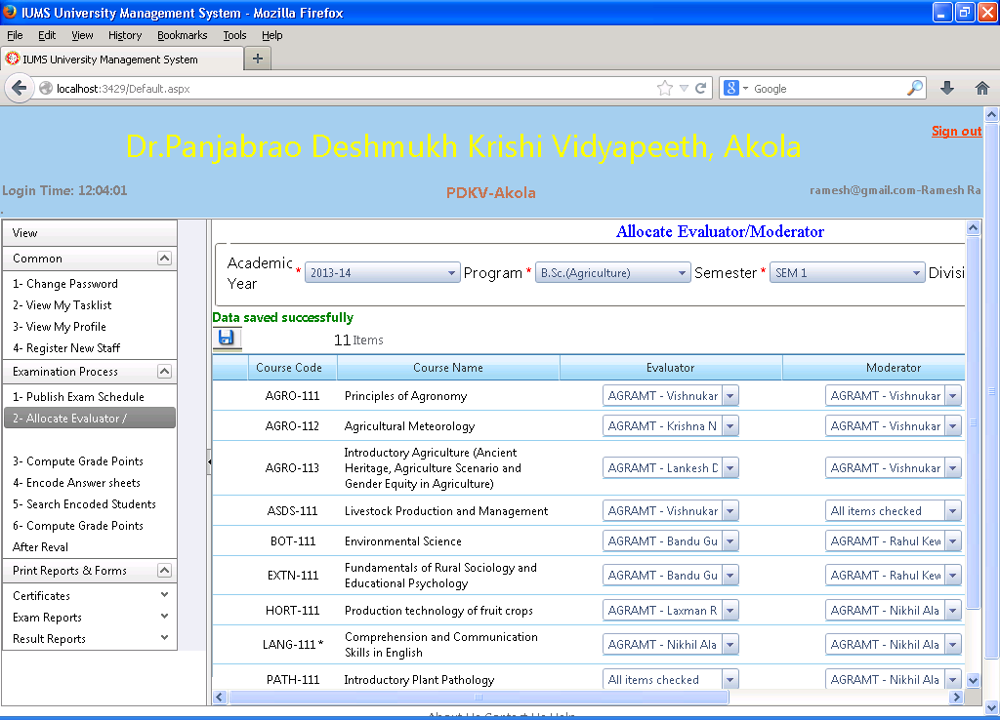 IUMS University Management System - Mozilla Firefox
File Edit View History Bookmarks Tools Help
IUMS University Management System
localhost:3429/Default.aspx
Google
Sign out
Dr.Panjabrao Deshmukh Krishi Vidyapeeth, Akola
Login Time: 12:04:01
PDKV-Akola
ramesh@gmail.com-Ramesh Ra
View
Common
1- Change Password
2- View My Tasklist
3- View My Profile
4- Register New Staff
Examination Process
1- Publish Exam Schedule
2- Allocate Evaluator /
3- Compute Grade Points
4- Encode Answer sheets
5- Search Encoded Students
6- Compute Grade Points
After Reval
Print Reports & Forms
Certificates
Exam Reports
Result Reports
Allocate Evaluator/Moderator
Academic Year * 2013-14 Program * B.Sc.(Agriculture) Semester * SEM 1 Divisi
Data saved successfully
11 Items
Course Code Course Name Evaluator Moderator
AGRO-111 Principles of Agronomy AGRAMT - Vishnukar AGRAMT - Vishnukar
AGRO-112 Agricultural Meteorology AGRAMT - Krishna N AGRAMT - Vishnukar
AGRO-113 Introductory Agriculture (Ancient
Heritage, Agriculture Scenario and
Gender Equity in Agriculture) AGRAMT - Lankesh D AGRAMT - Vishnukar
ASDS-111 Livestock Production and Management AGRAMT - Vishnukar All items checked
BOT-111 Environmental Science AGRAMT - Bandu Gu AGRAMT - Rahul Kew
EXTN-111 Fundamentals of Rural Sociology and
Educational Psychology AGRAMT - Bandu Gu AGRAMT - Rahul Kew
HORT-111 Production technology of fruit crops AGRAMT - Laxman R AGRAMT - Nikhil Ala
LANG-111* Comprehension and Communication
Skills in English AGRAMT - Nikhil Ala AGRAMT - Nikhil Ala
PATH-111 Introductory Plant Pathology All items checked AGRAMT - Nikhil Ala
About Us Contact Us Help